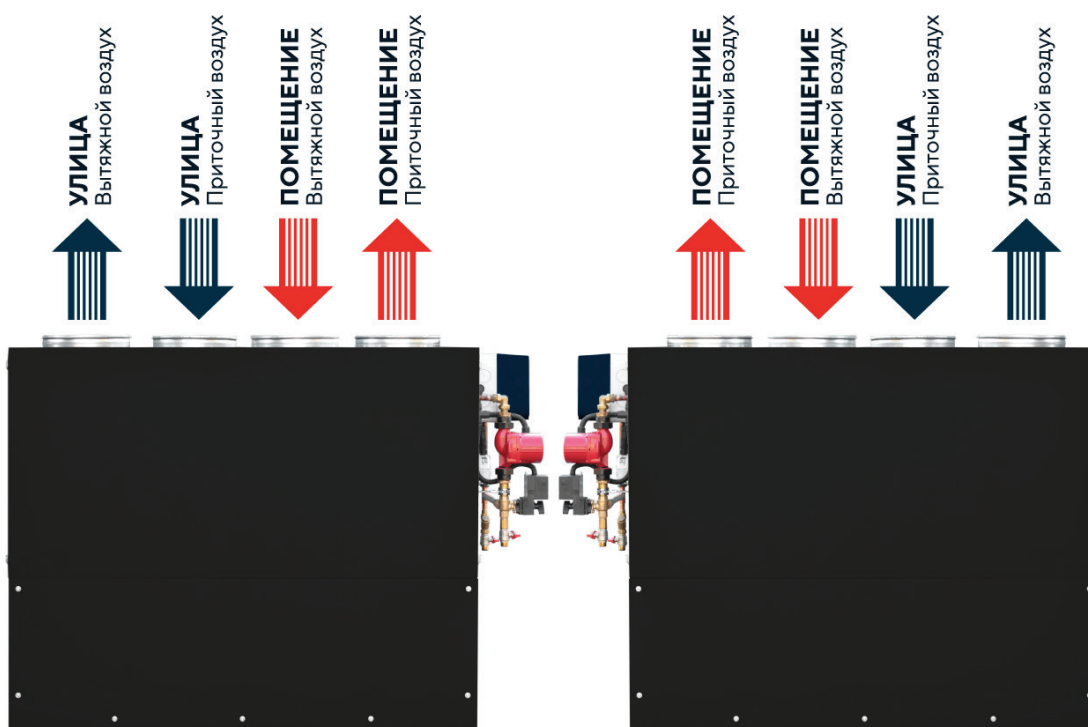 УЛИЦА
Вытяжной воздух
УЛИЦА
Приточный воздух
ПОМЕЩЕНИЕ
Вытяжной воздух
ПОМЕЩЕНИЕ
Приточный воздух
ПОМЕЩЕНИЕ
Приточный воздух
ПОМЕЩЕНИЕ
Вытяжной воздух
УЛИЦА
Приточный воздух
УЛИЦА
Вытяжной воздух